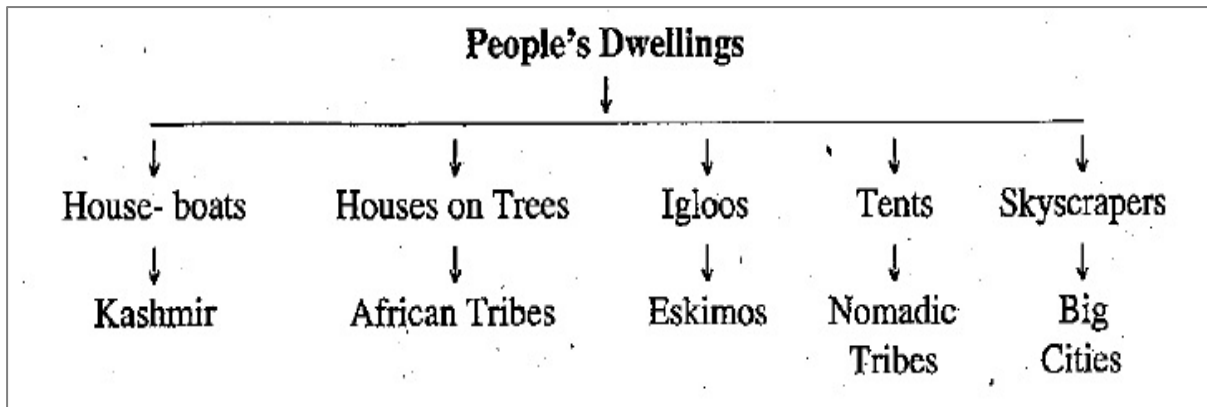 People's Dwellings
House- boats Houses on Trees Igloos Tents Skyscrapers
Kashmir African Tribes Eskimos Nomadic Tribes Big Cities